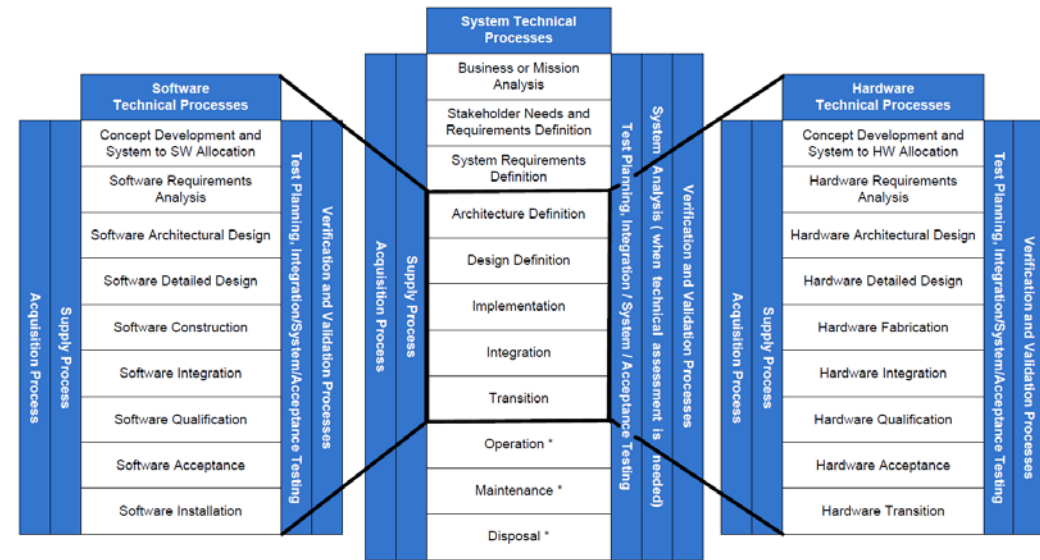 Software
Technical Processes
Acquisition Process
Supply Process
Concept Development and
System to SW Allocation
Software Requirements
Analysis
Software Architectural Design
Software Detailed Design
Software Construction
Software Integration
Software Qualification
Software Acceptance
Software Installation
Test Planning, Integration/System/Acceptance Testing
Verification and Validation Processes
System Technical
Processes
Acquisition Process
Supply Process
Business or Mission
Analysis
Stakeholder Needs and
Requirements Definition
System Requirements
Definition
Architecture Definition
Design Definition
Implementation
Integration
Transition
Operation *
Maintenance *
Disposal *
Test Planning, Integration / System / Acceptance Testing
System Analysis ( when technical assessment is needed)
Verification and Validation Processes
Hardware
Technical Processes
Acquisition Process
Supply Process
Concept Development and
System to HW Allocation
Hardware Requirements
Analysis
Hardware Architectural Design
Hardware Detailed Design
Hardware Fabrication
Hardware Integration
Hardware Qualification
Hardware Acceptance
Hardware Transition
Test Planning, Integration/System/Acceptance Testing
Verification and Validation Processes